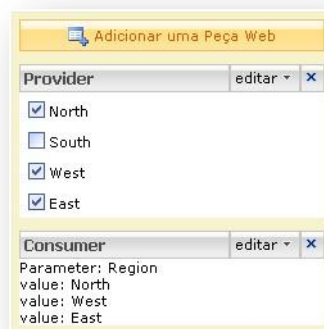 Adicionar uma Peça Web
Provider editar ×
North
South
West
East
Consumer editar ×
Parameter: Region
value: North
value: West
value: East